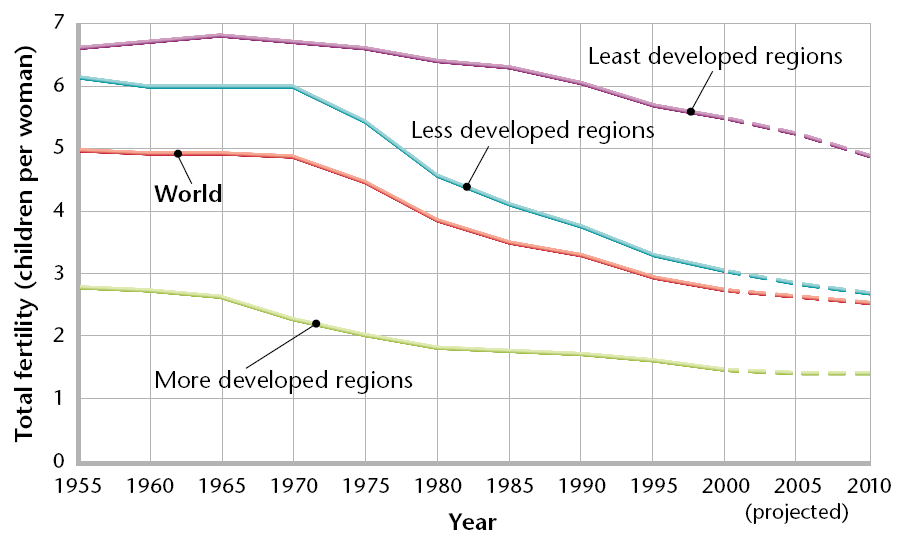 7
Least developed regions
6
Less developed regions
5
World
4
3
2
More developed regions
1
0
Total fertility (children per woman)
1955 1960 1965 1970 1975 1980 1985 1990 1995 2000 2005 2010
(projected)
Year